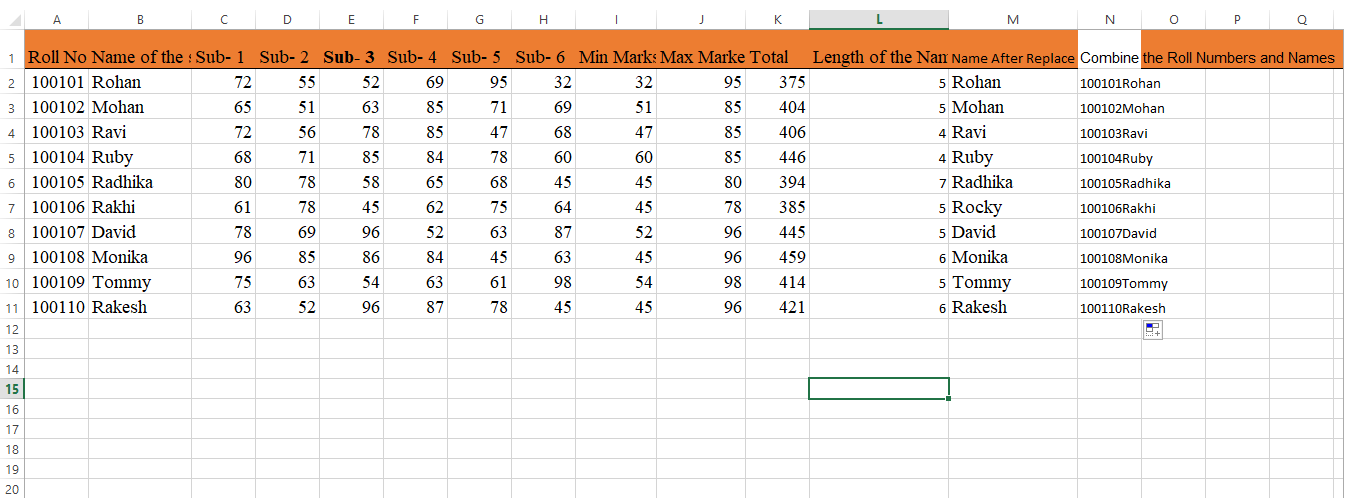 A B C D E F G H I J K L M N O P Q
1 Roll No Name of the s Sub- 1 Sub- 2 Sub- 3 Sub- 4 Sub- 5 Sub- 6 Min Marks Max Marke Total Length of the Nam Name After Replace Combine the Roll Numbers and Names
2 100101 Rohan 72 55 52 69 95 32 32 95 375 5 Rohan 100101Rohan
3 100102 Mohan 65 51 63 85 71 69 51 85 404 5 Mohan 100102Mohan
4 100103 Ravi 72 56 78 85 47 68 47 85 406 4 Ravi 100103Ravi
5 100104 Ruby 68 71 85 84 78 60 60 85 446 4 Ruby 100104Ruby
6 100105 Radhika 80 78 58 65 68 45 45 80 394 7 Radhika 100105Radhika
7 100106 Rakhi 61 78 45 62 75 64 45 78 385 5 Rocky 100106Rakhi
8 100107 David 78 69 96 52 63 87 52 96 445 5 David 100107David
9 100108 Monika 96 85 86 84 45 63 45 96 459 6 Monika 100108Monika
10 100109 Tommy 75 63 54 63 61 98 54 98 414 5 Tommy 100109Tommy
11 100110 Rakesh 63 52 96 87 78 45 45 96 421 6 Rakesh 100110Rakesh
12
13
14
15
16
17
18
19
20